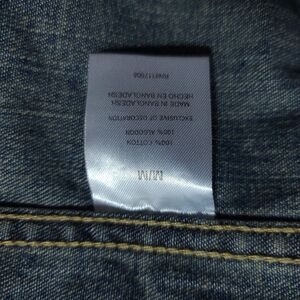 M/M
100% COTTON
100% ALGODON
EXCLUSIVE OF DECORATION
MADE IN BANGLADESH
HECHO EN BANGLADESH